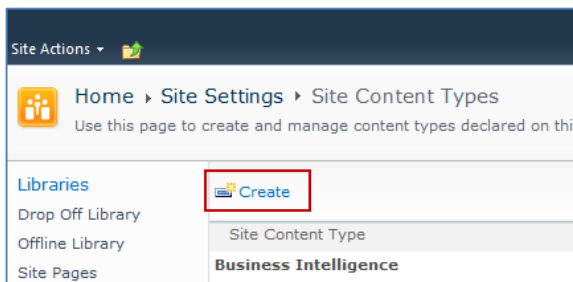 Site Actions
Home ▸ Site Settings ▸ Site Content Types
Use this page to create and manage content types declared on thi
Libraries
Create
Drop Off Library
Site Content Type
Offline Library
Business Intelligence
Site Pages